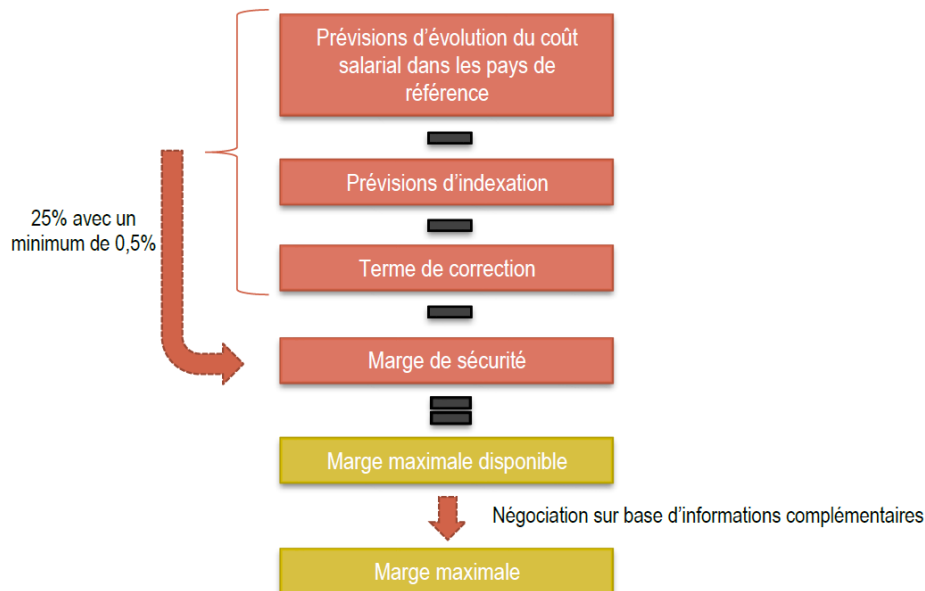 Prévisions d’évolution du coût
salarial dans les pays de
référence
Prévisions d’indexation
25% avec un
minimum de 0,5%
Terme de correction
Marge de sécurité
Marge maximale disponible
Négociation sur base d’informations complémentaires
Marge maximale